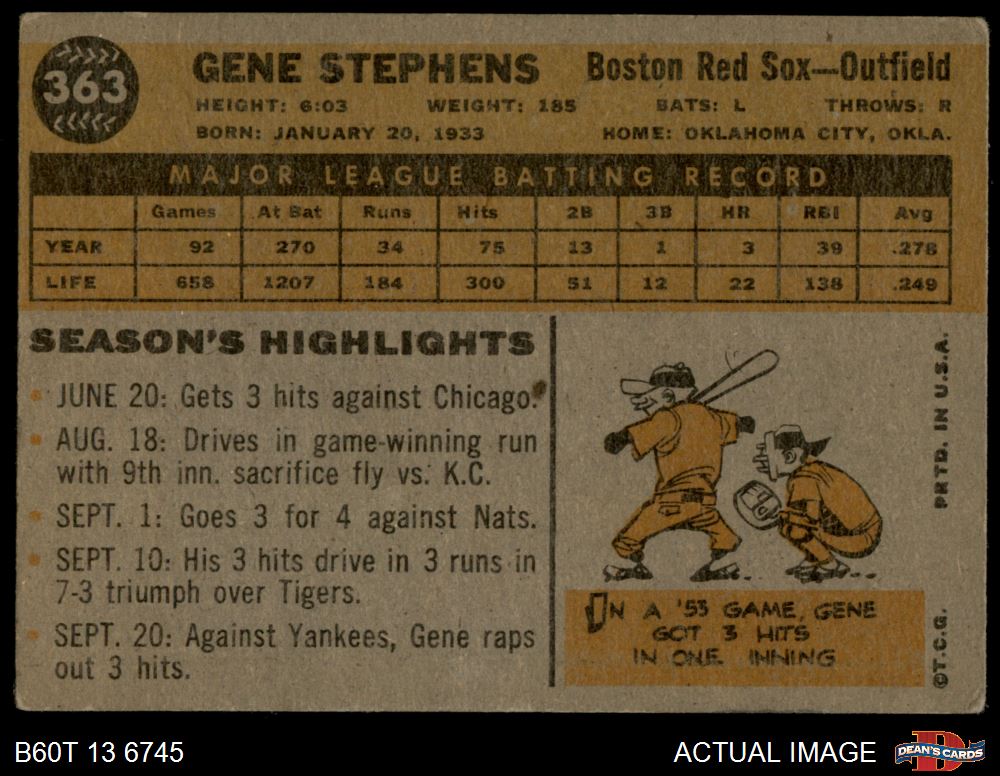 363
GENE STEPHENS Boston Red Sox—Outfield
HEIGHT: 6:03 WEIGHT: 185 BATS: L THROWS: R
BORN: JANUARY 20, 1933 HOME: OKLAHOMA CITY, OKLA.
MAJOR LEAGUE BATTING RECORD
Games At Bat Runs Hits 2B 3B HR RBI Avg
YEAR 92 270 34 75 13 1 3 39 .278
LIFE 658 1207 184 300 51 12 22 138 .249
SEASON'S HIGHLIGHTS
• JUNE 20: Gets 3 hits against Chicago.
• AUG. 18: Drives in game-winning run
with 9th inn. sacrifice fly vs. K.C.
• SEPT. 1: Goes 3 for 4 against Nats.
• SEPT. 10: His 3 hits drive in 3 runs in
7-3 triumph over Tigers.
• SEPT. 20: Against Yankees, Gene raps
out 3 hits.
IN A '53 GAME, GENE
GOT 3 HITS
IN ONE INNING
PRTD. IN U.S.A.
©T.C.G.
B60T 13 6745 ACTUAL IMAGE DEAN'S CARDS